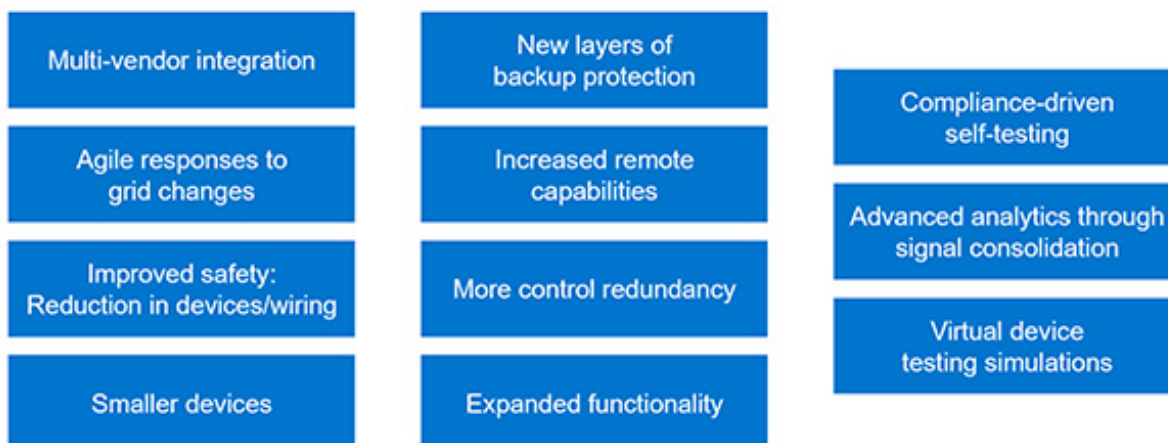 Multi-vendor integration
Agile responses to
grid changes
Improved safety:
Reduction in devices/wiring
Smaller devices
New layers of
backup protection
Increased remote
capabilities
More control redundancy
Expanded functionality
Compliance-driven
self-testing
Advanced analytics through
signal consolidation
Virtual device
testing simulations